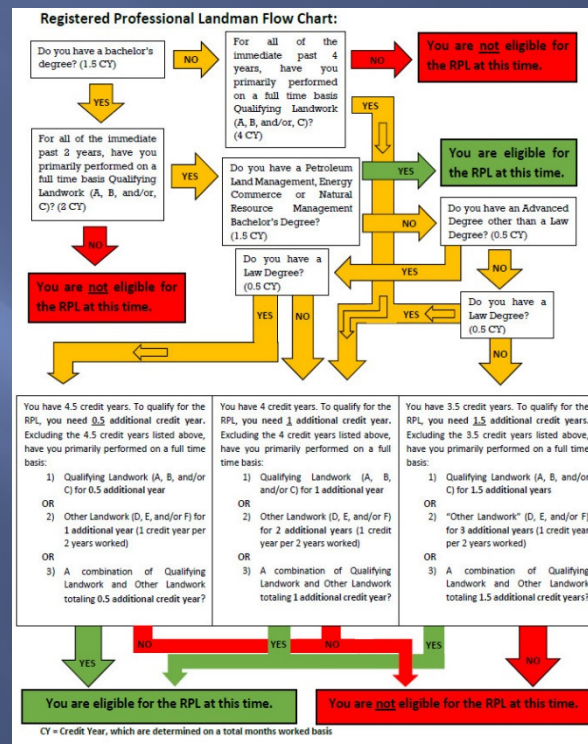 Registered Professional Landman Flow Chart:
Do you have a bachelor's
degree? (1.5 CY)
NO
For all of the
immediate past 4
years, have you
primarily performed
on a full time basis
Qualifying Landwork
(A, B, and/or, C)?
(4 CY)
NO
You are not eligible for
the RPL at this time.
YES
YES
For all of the immediate
past 2 years, have you
primarily performed on a
full time basis Qualifying
Landwork (A, B, and/or,
C)? (2 CY)
YES
Do you have a Petroleum
Land Management, Energy
Commerce or Natural
Resource Management
Bachelor's Degree?
(1.5 CY)
YES
You are eligible for
the RPL at this time.
NO
Do you have an Advanced
Degree other than a Law
Degree? (0.5 CY)
NO
You are not eligible for
the RPL at this time.
Do you have a
Law Degree?
(0.5 CY)
YES
NO
Do you have a
Law Degree?
(0.5 CY)
YES
YES
NO
NO
You have 4.5 credit years. To qualify for the
RPL, you need 0.5 additional credit year.
Excluding the 4.5 credit years listed above,
have you primarily performed on a full time
basis:
1) Qualifying Landwork (A, B, and/or
C) for 0.5 additional year
OR
2) Other Landwork (D, E, and/or F) for
1 additional year (1 credit year per
2 years worked)
OR
3) A combination of Qualifying
Landwork and Other Landwork
totaling 0.5 additional credit year?
You have 4 credit years. To qualify for the
RPL, you need 1 additional credit year.
Excluding the 4 credit years listed above,
have you primarily performed on a full
time basis:
1) Qualifying Landwork (A, B,
and/or C) for 1 additional year
OR
2) Other Landwork (D, E, and/or F)
for 2 additional years (1 credit
year per 2 years worked)
OR
3) A combination of Qualifying
Landwork and Other Landwork
totaling 1 additional credit year?
You have 3.5 credit years. To qualify for the
RPL, you need 1.5 additional credit years.
Excluding the 3.5 credit years listed above,
have you primarily performed on a full time
basis:
1) Qualifying Landwork (A, B, and/or
C) for 1.5 additional years
OR
2) "Other Landwork" (D, E, and/or F)
for 3 additional years (1 credit year
per 2 years worked)
OR
3) A combination of Qualifying
Landwork and Other Landwork
totaling 1.5 additional credit years?
YES
NO
YES
NO
YES
NO
You are eligible for the RPL at this time.
You are not eligible for the RPL at this time.
CY = Credit Year, which are determined on a total months worked basis